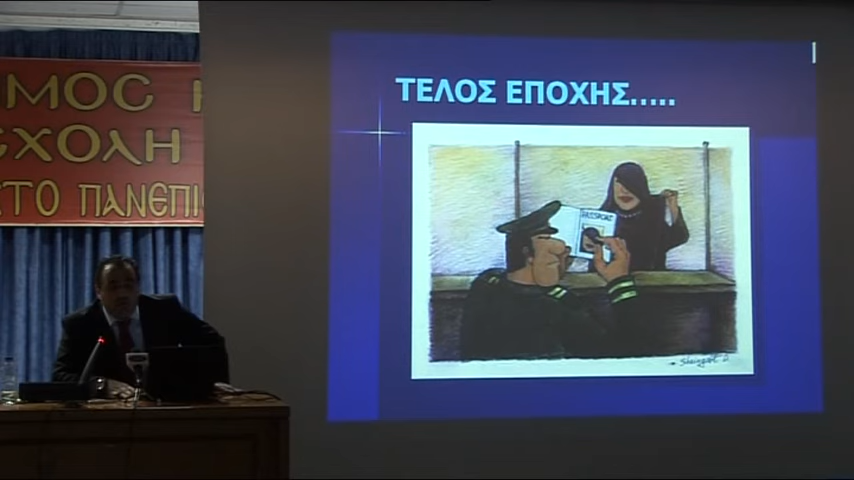 ΜΟΣ
ΣΧΟΛΗ
ΣΤΟ ΠΑΝΕΠΙ
ΤΕΛΟΣ ΕΠΟΧΗΣ.....
PASSPORT